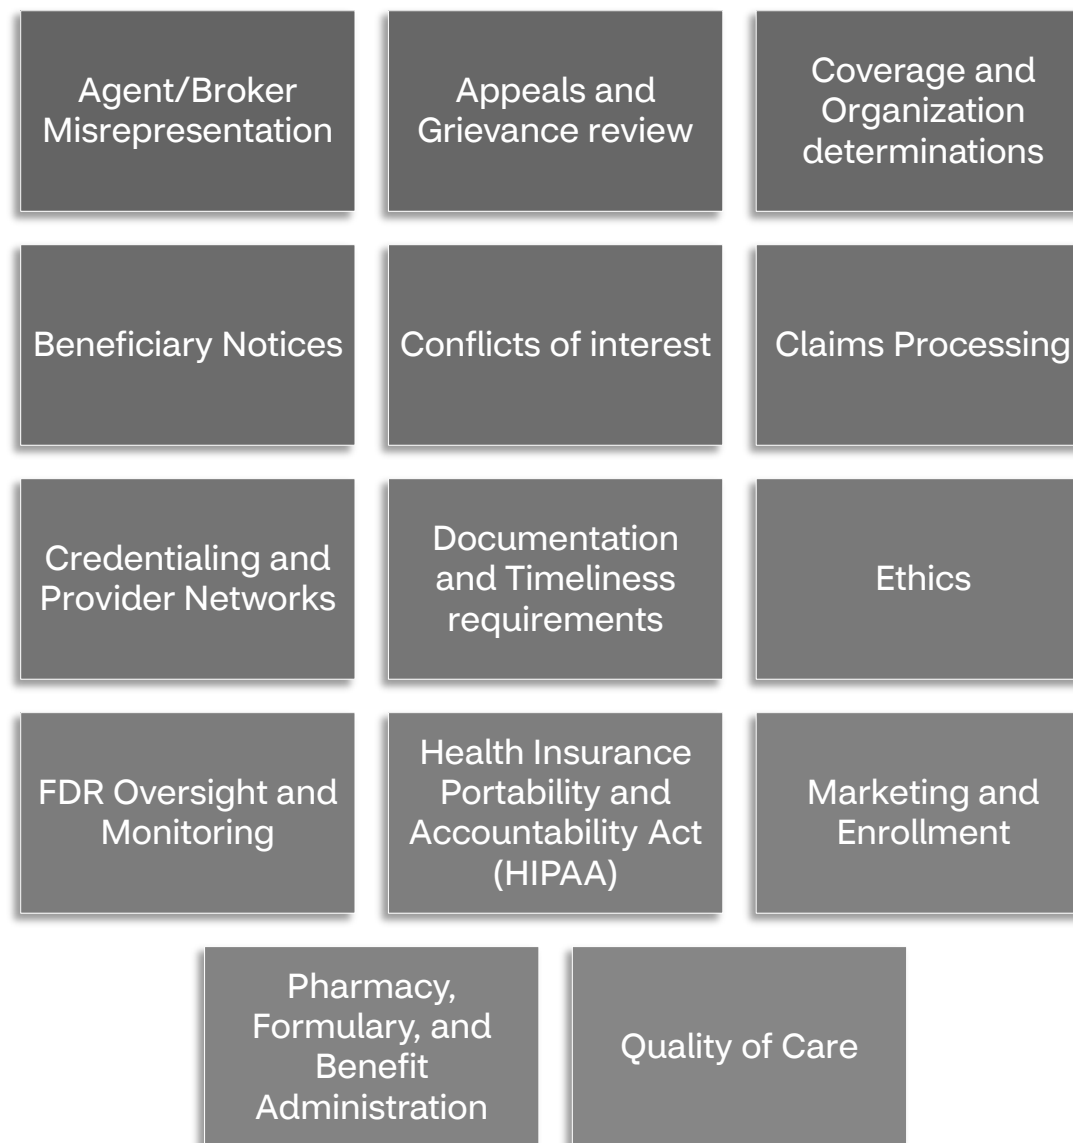 Agent/Broker
Misrepresentation
Appeals and
Grievance review
Coverage and
Organization
determinations
Beneficiary Notices
Conflicts of interest
Claims Processing
Credentialing and
Provider Networks
Documentation
and Timeliness
requirements
Ethics
FDR Oversight and
Monitoring
Health Insurance
Portability and
Accountability Act
(HIPAA)
Marketing and
Enrollment
Pharmacy,
Formulary, and
Benefit
Administration
Quality of Care